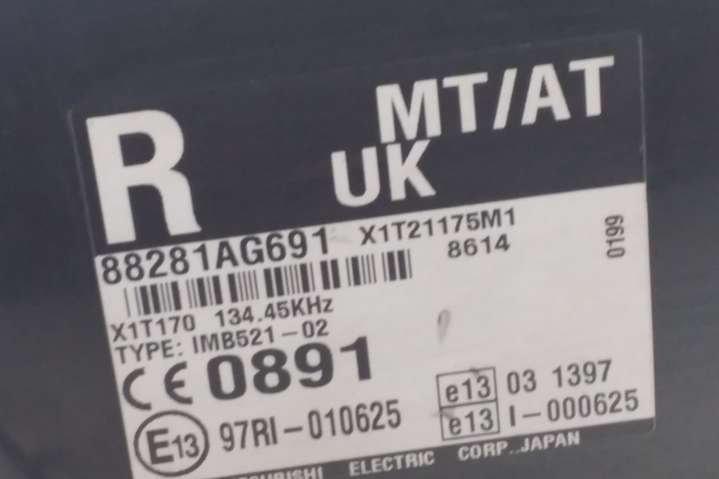 R MT/AT
UK
88281AG691 X1T21175M1
8614
0199
X1T170 134.45KHz
TYPE: IMB521-02
CE 0891
e13 03 1397
E13 97RI-010625 e13 I-000625
ELECTRIC CORP. JAPAN